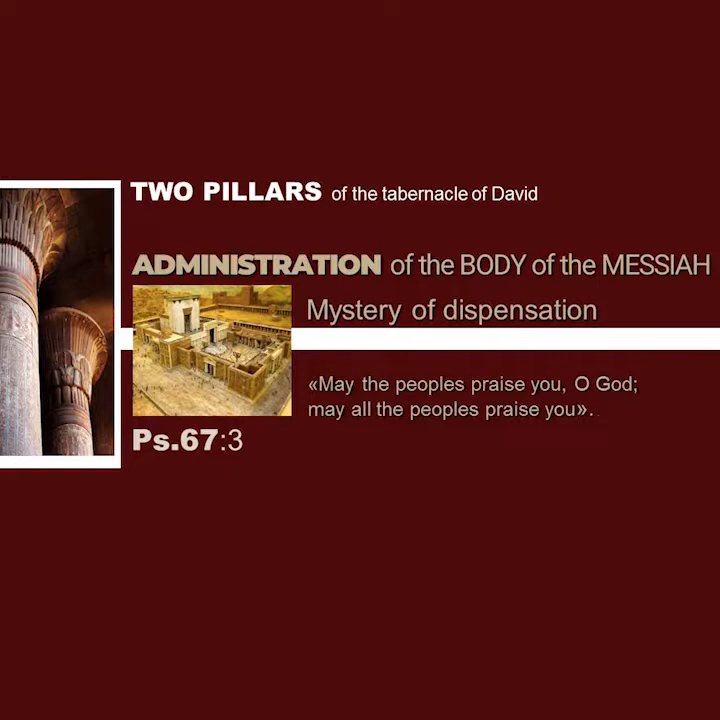 TWO PILLARS of the tabernacle of David
ADMINISTRATION of the BODY of the MESSIAH
Mystery of dispensation
«May the peoples praise you, O God;
may all the peoples praise you».
Ps.67:3